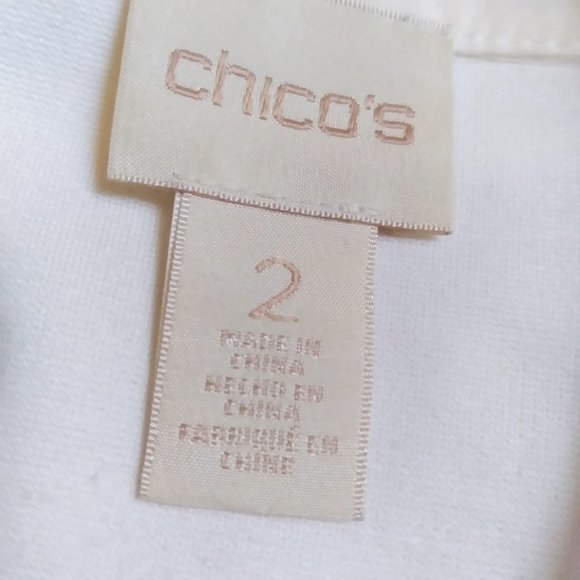 chico's
2
MADE IN
CHINA
HECHO EN
CHINA
FABRIQUÉ EN
CHINE